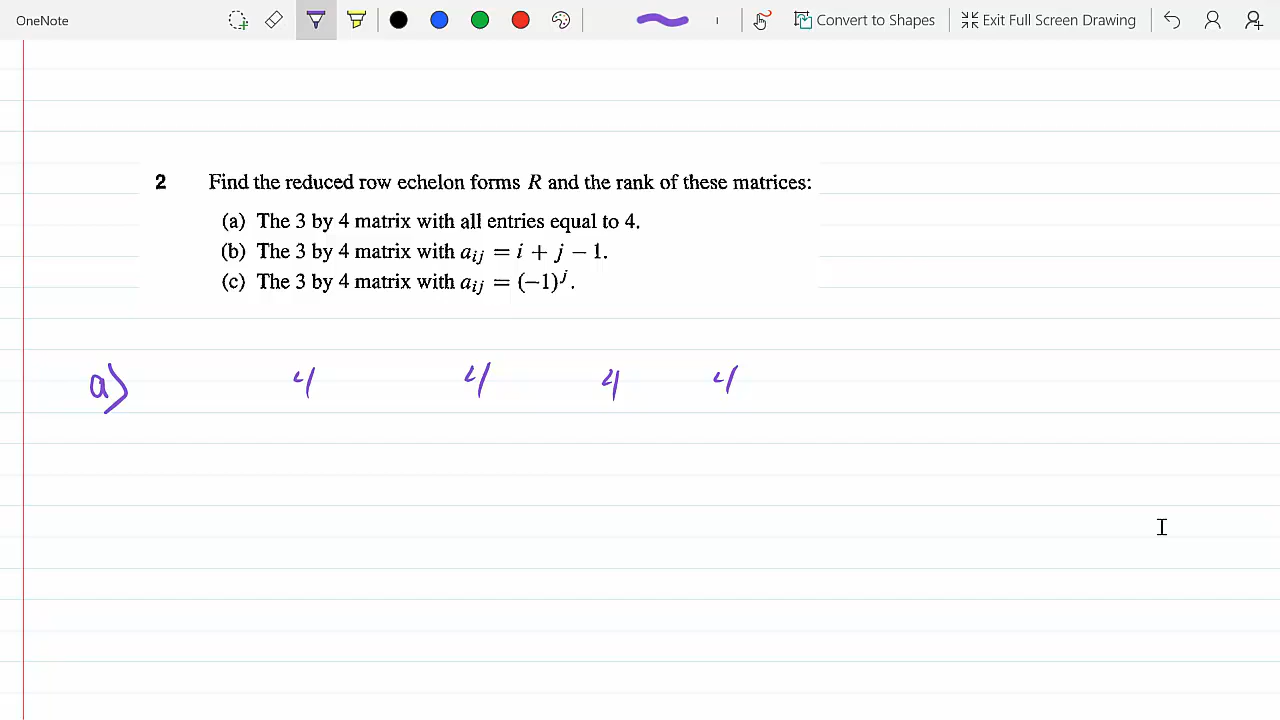 OneNote
Convert to Shapes
Exit Full Screen Drawing
2 Find the reduced row echelon forms R and the rank of these matrices:
(a) The 3 by 4 matrix with all entries equal to 4.
(b) The 3 by 4 matrix with aᵢⱼ = i + j − 1.
(c) The 3 by 4 matrix with aᵢⱼ = (−1)ʲ.
a) 4 4 4 4